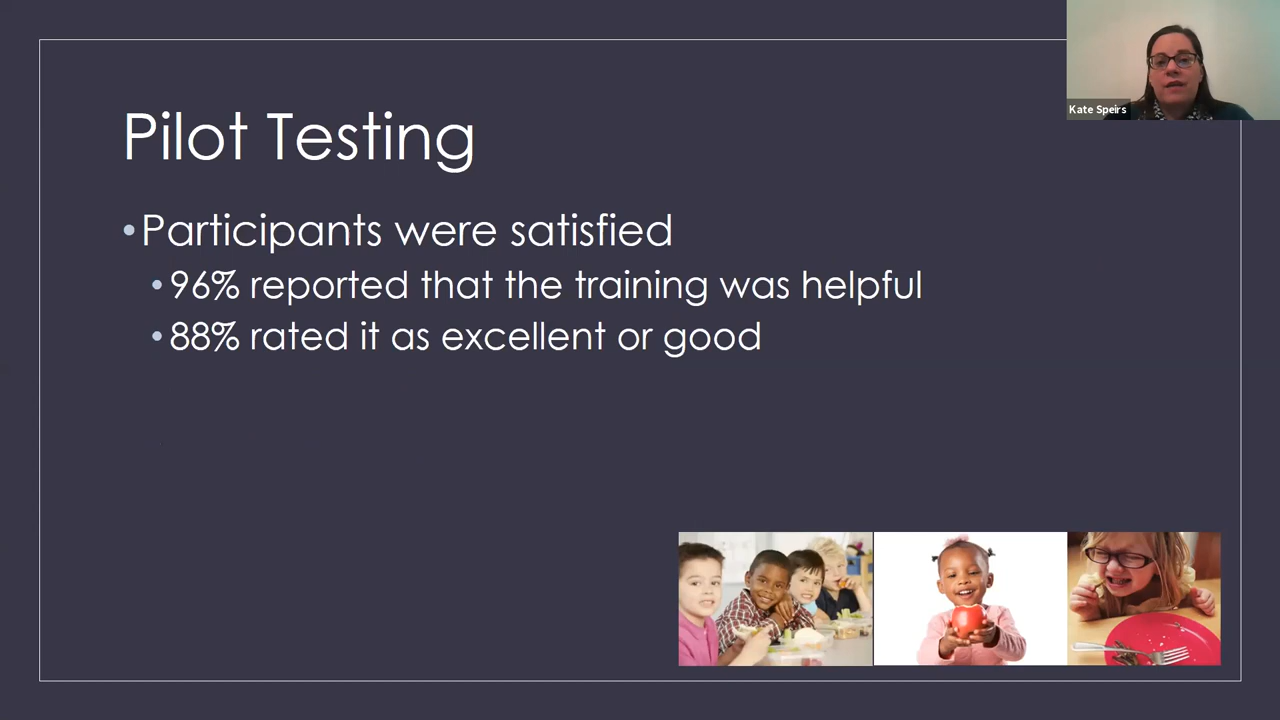 Kate Speirs
Pilot Testing
•Participants were satisfied
•96% reported that the training was helpful
•88% rated it as excellent or good